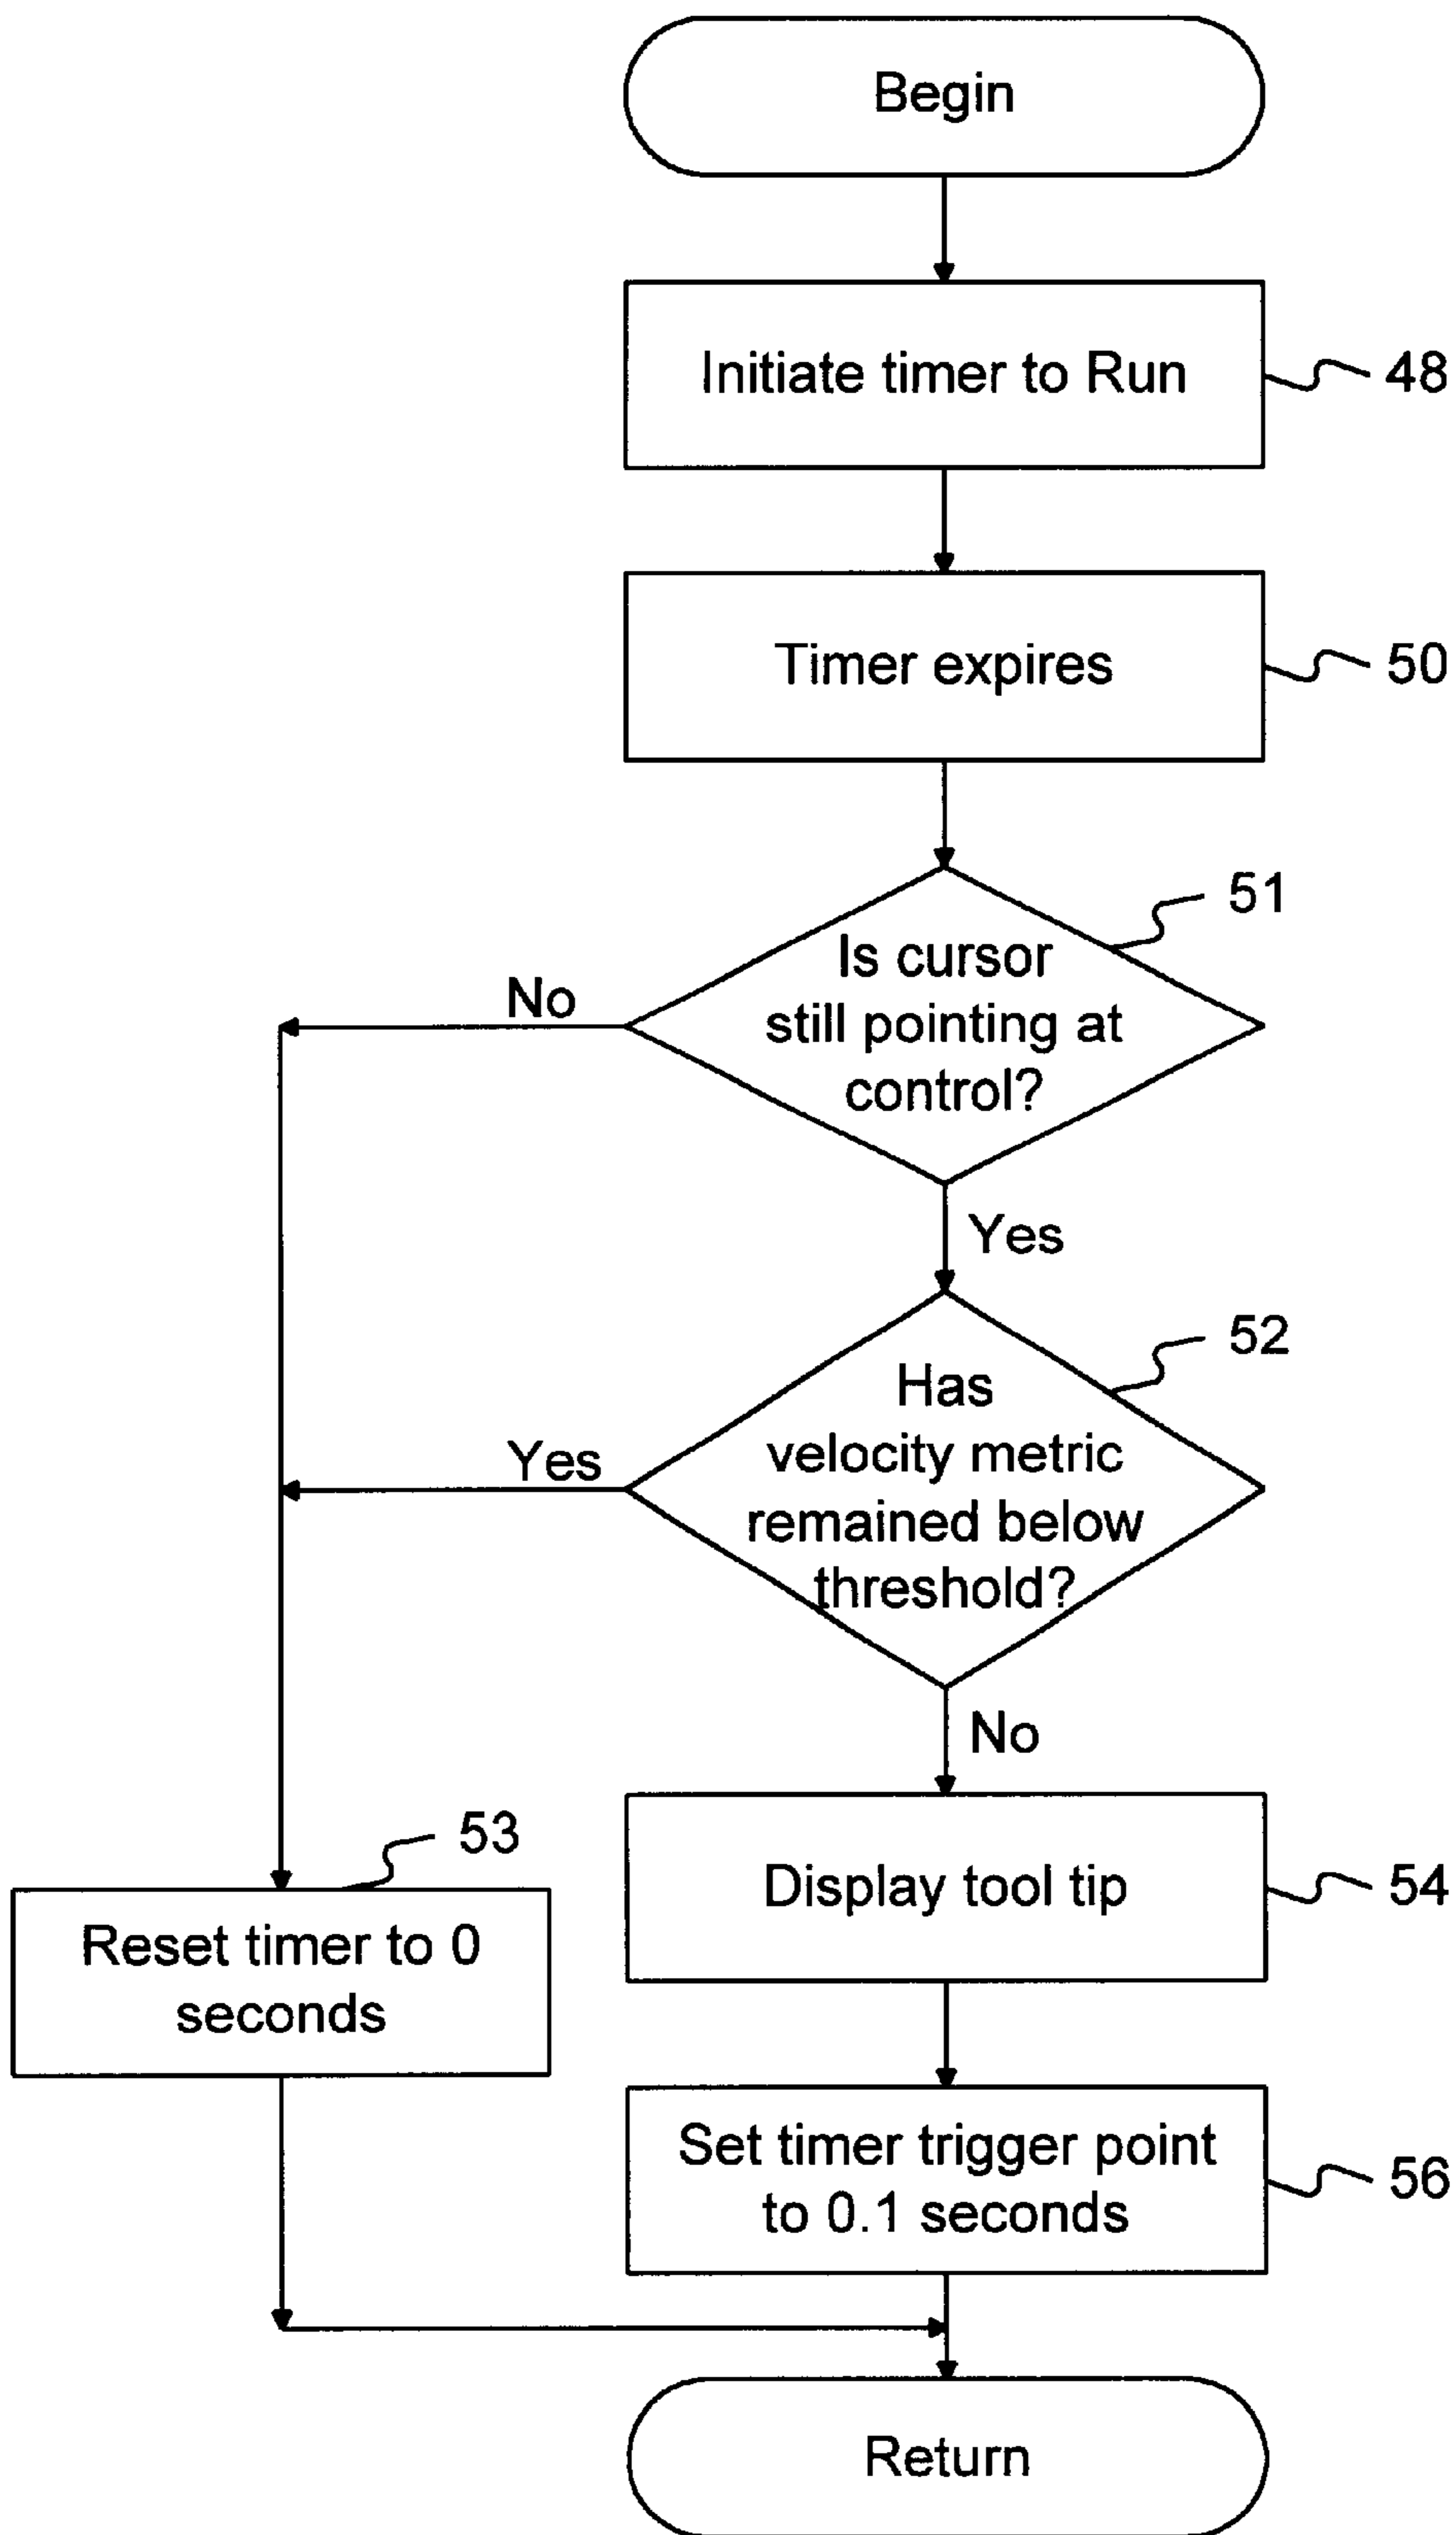 Begin
Initiate timer to Run
48
Timer expires
50
51
Is cursor
still pointing at
control?
No
Yes
52
Has
velocity metric
remained below
threshold?
Yes
No
53
Reset timer to 0
seconds
Display tool tip
54
Set timer trigger point
to 0.1 seconds
56
Return